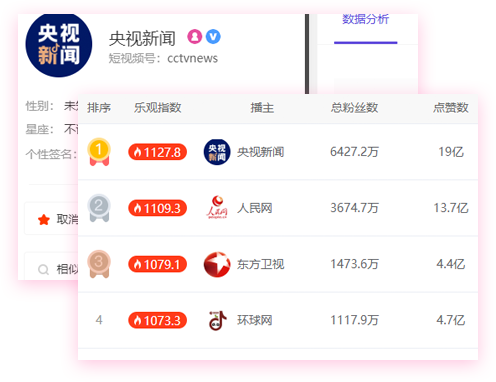 央视
新闻
央视新闻
短视频号：cctvnews
数据分析
性别：
星座：
个性签名：
取消
相似
排序 乐观指数 播主 总粉丝数 点赞数
1 1127.8 央视新闻 央视新闻 6427.2万 19亿
2 1109.3 人民网 人民网 3674.7万 13.7亿
3 1079.1 东方卫视 1473.6万 4.4亿
4 1073.3 环球网 1117.9万 4.7亿